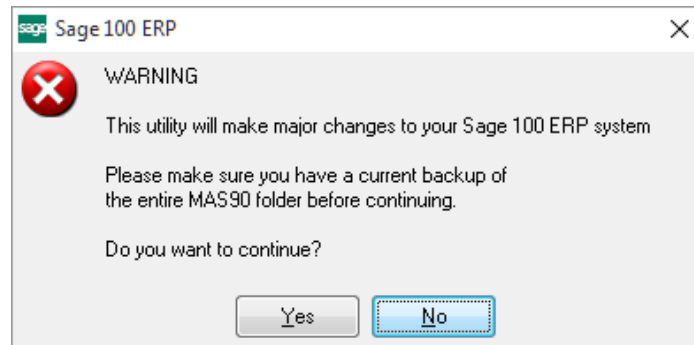 sage Sage 100 ERP
WARNING
This utility will make major changes to your Sage 100 ERP system
Please make sure you have a current backup of
the entire MAS90 folder before continuing.
Do you want to continue?
Yes No